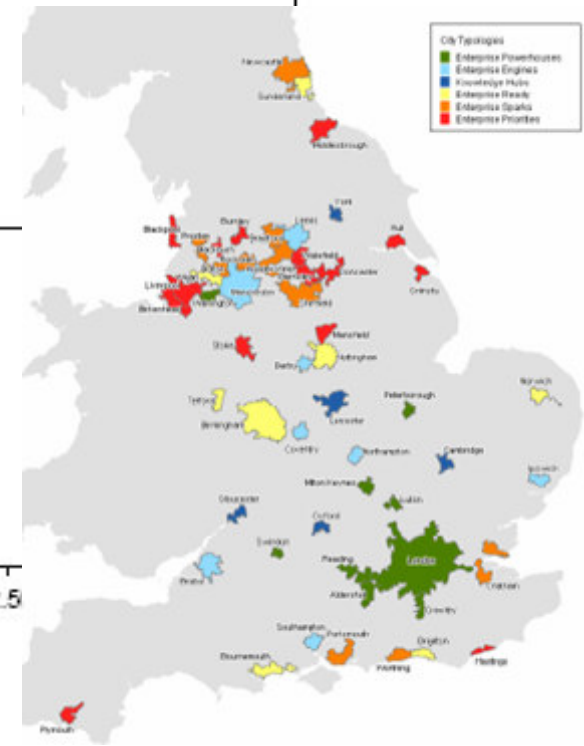 City Typologies
Enterprise Powerhouses
Enterprise Engines
Knowledge Hubs
Enterprise Ready
Enterprise Sparks
Enterprise Priorities
Newcastle
Sunderland
Middlesbrough
York
Blackpool
Burnley
Leeds
Hull
Preston
Bradford
Wakefield
Doncaster
Grimsby
Liverpool
Manchester
Warrington
Birkenhead
Stoke
Mansfield
Derby
Nottingham
Telford
Peterborough
Norwich
Birmingham
Leicester
Coventry
Northampton
Cambridge
Ipswich
Milton Keynes
Luton
Gloucester
Oxford
Swindon
Reading
London
Bristol
Aldershot
Chatham
Crawley
Southampton
Portsmouth
Brighton
Bournemouth
Worthing
Hastings
Plymouth
.5